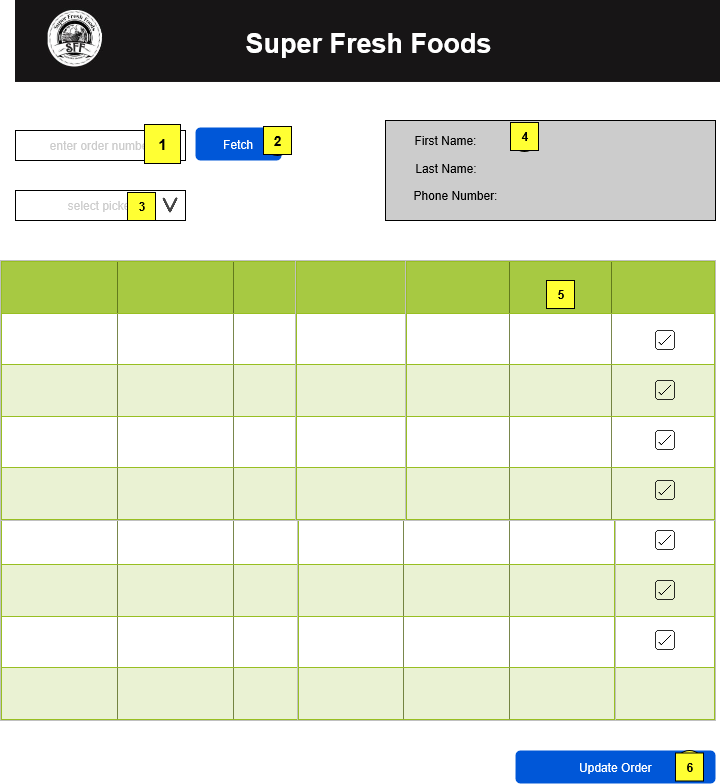 Super Fresh Foods
SFF
Super Fresh Foods
enter order numbe
1
Fetch
2
select picke
3
First Name:
4
Last Name:
Phone Number:
5
Update Order
6